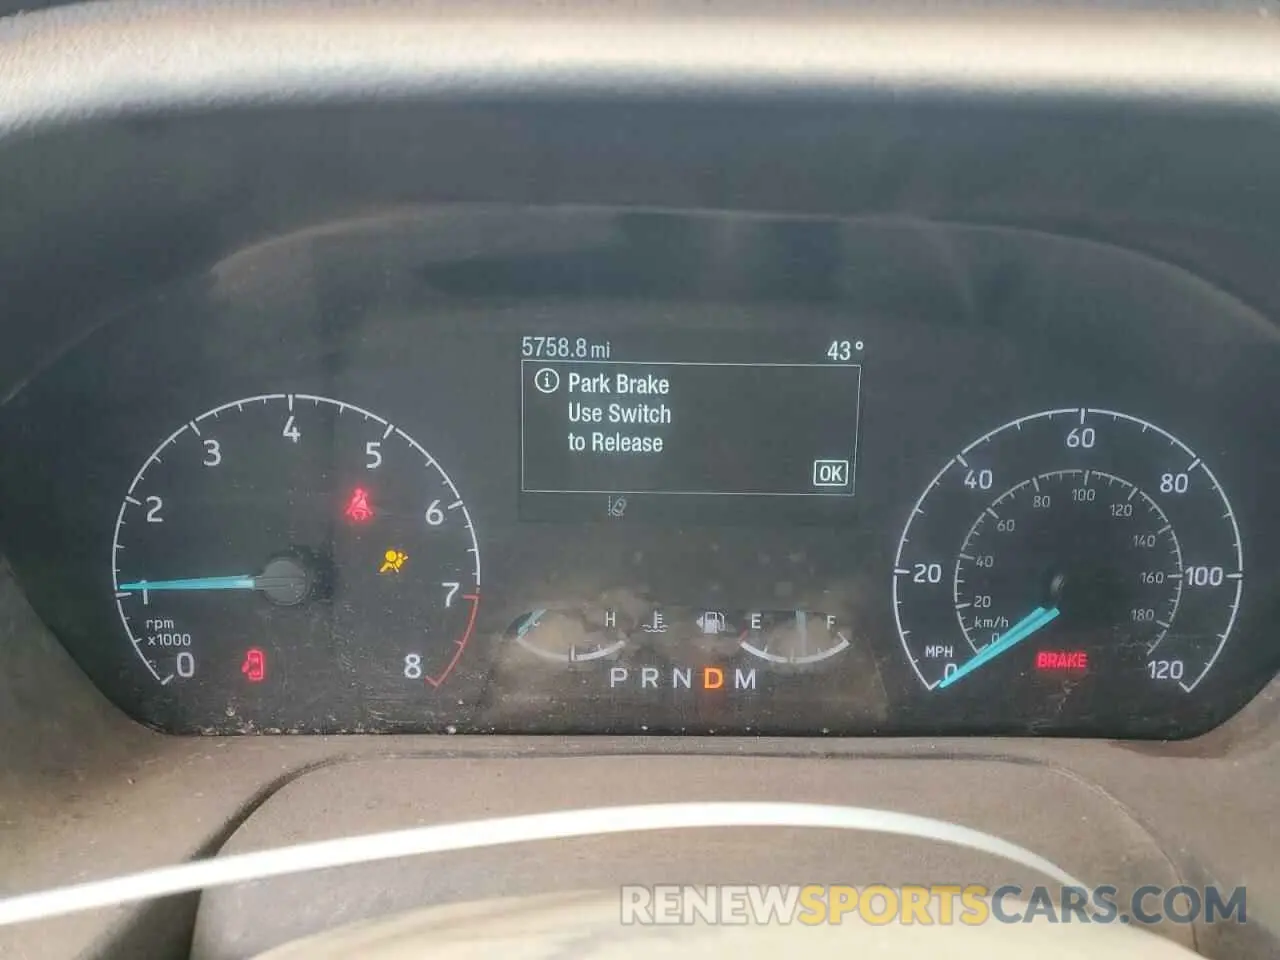 5758.8 mi 43°
Park Brake
Use Switch
to Release
OK
0 1 2 3 4 5 6 7 8
rpm
x1000
H
E F
P R N D M
0 20 40 60 80 100 120
MPH
0 20 40 60 80 100 120 140 160 180
km/h
BRAKE
RENEWSPORTSCARS.COM